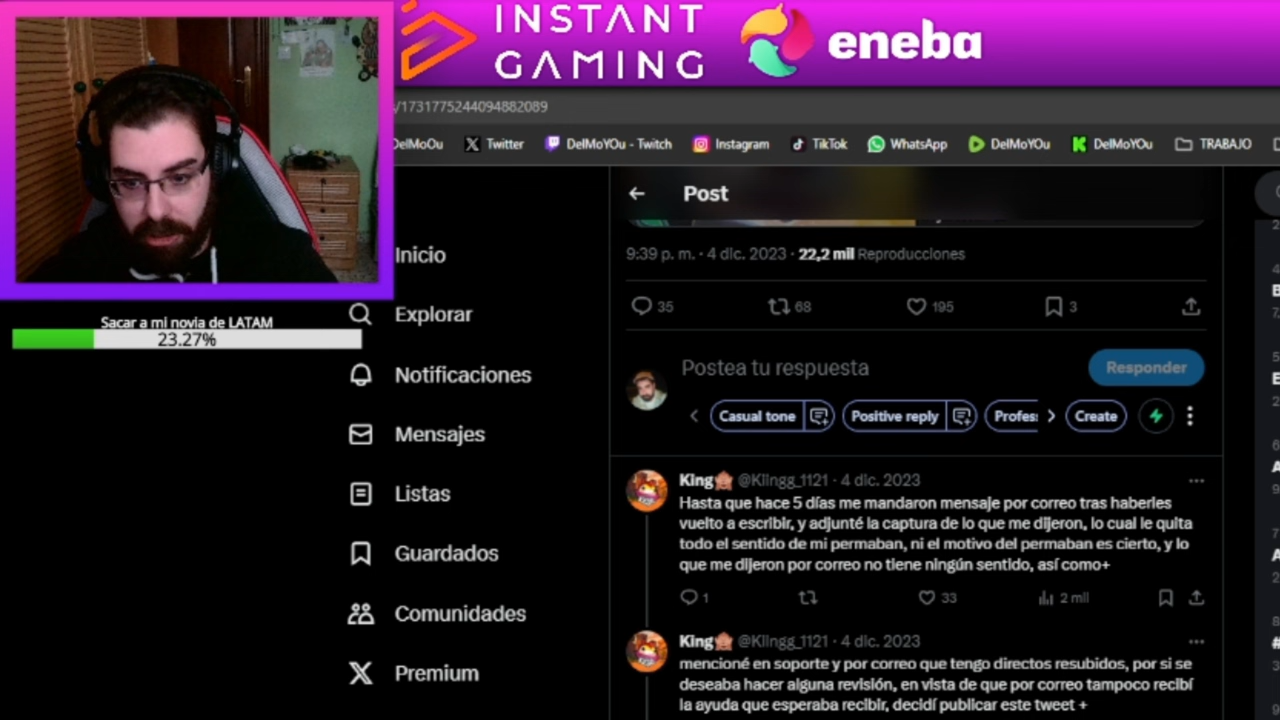 INSTANT
GAMING
eneba
/1731775244094882089
DelMoOu
Twitter
DelMoYOu - Twitch
Instagram
TikTok
WhatsApp
DelMoYOu
DelMoYOu
TRABAJO
Post
9:39 p. m. · 4 dic. 2023 · 22,2 mil Reproducciones
35
68
195
3
Inicio
Explorar
Notificaciones
Mensajes
Listas
Guardados
Comunidades
Premium
Sacar a mi novia de LATAM
23.27%
Postea tu respuesta
Responder
Casual tone
Positive reply
Profes
Create
King @KIingg_1121 · 4 dic. 2023
Hasta que hace 5 días me mandaron mensaje por correo tras haberles
vuelto a escribir, y adjunté la captura de lo que me dijeron, lo cual le quita
todo el sentido de mi permaban, ni el motivo del permaban es cierto, y lo
que me dijeron por correo no tiene ningún sentido, así como+
1
33
2 mil
King @KIingg_1121 · 4 dic. 2023
mencioné en soporte y por correo que tengo directos resubidos, por si se
deseaba hacer alguna revisión, en vista de que por correo tampoco recibí
la ayuda que esperaba recibir, decidí publicar este tweet +